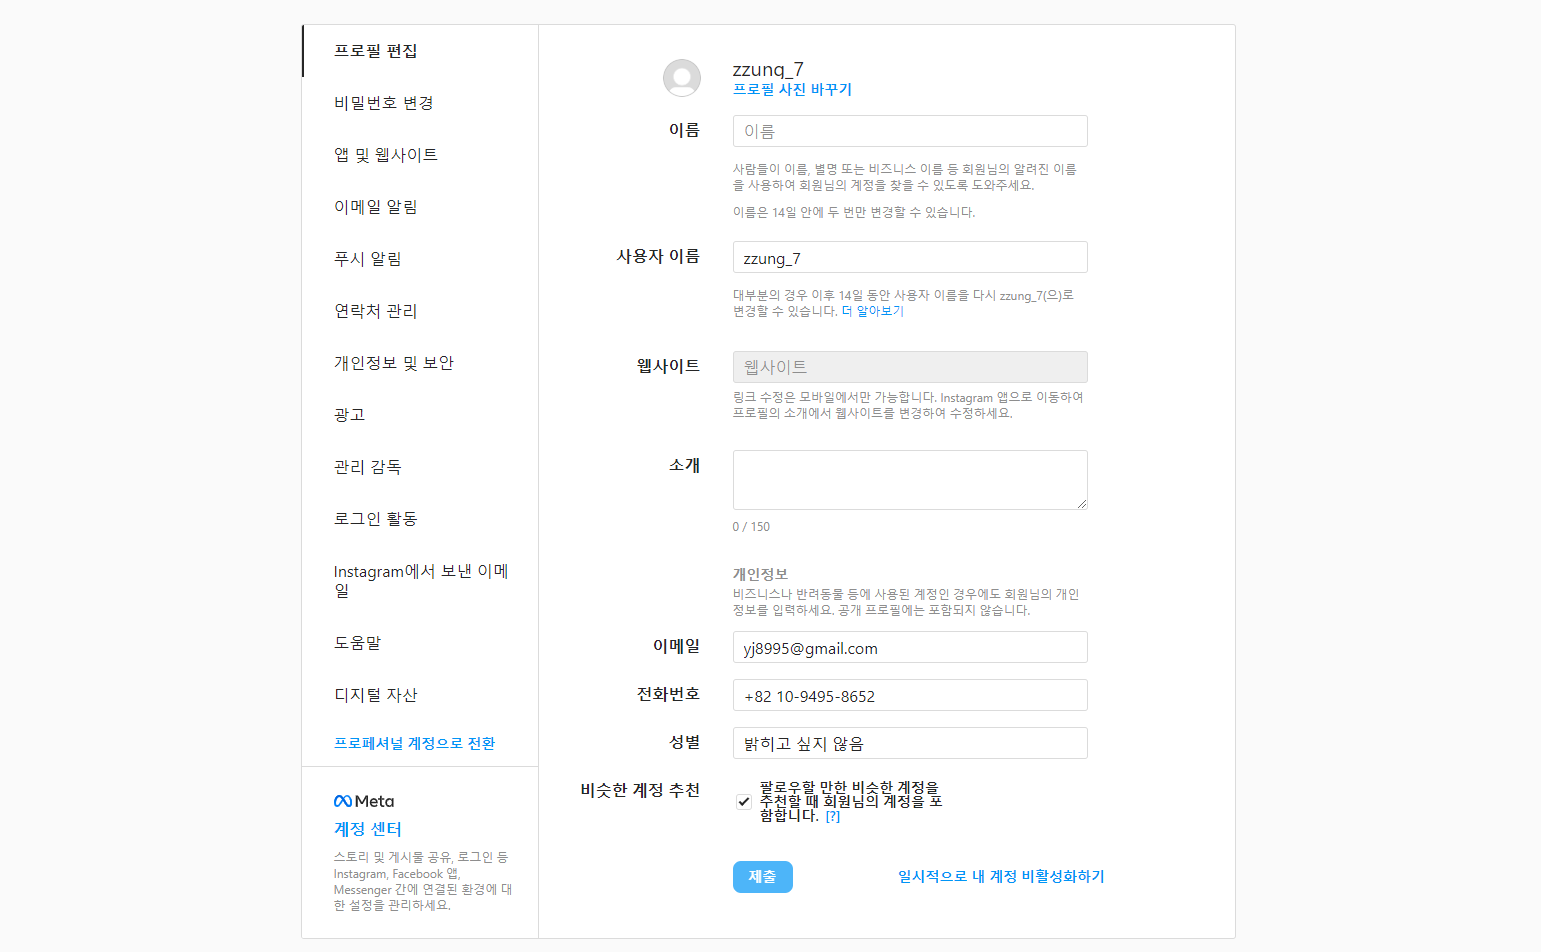 프로필 편집
비밀번호 변경
앱 및 웹사이트
이메일 알림
푸시 알림
연락처 관리
개인정보 및 보안
광고
관리 감독
로그인 활동
Instagram에서 보낸 이메
일
도움말
디지털 자산
프로페셔널 계정으로 전환
Meta
계정 센터
스토리 및 게시물 공유, 로그인 등
Instagram, Facebook 앱,
Messenger 간에 연결된 환경에 대
한 설정을 관리하세요.
zzunq_7
프로필 사진 바꾸기
이름
이름
사람들이 이름, 별명 또는 비즈니스 이름 등 회원님의 알려진 이름
을 사용하여 회원님의 계정을 찾을 수 있도록 도와주세요.
이름은 14일 안에 두 번만 변경할 수 있습니다.
사용자 이름
zzung_7
대부분의 경우 이후 14일 동안 사용자 이름을 다시 zzung_7(으)로
변경할 수 있습니다. 더 알아보기
웹사이트
웹사이트
링크 수정은 모바일에서만 가능합니다. Instagram 앱으로 이동하여
프로필의 소개에서 웹사이트를 변경하여 수정하세요.
소개
0 / 150
개인정보
비즈니스나 반려동물 등에 사용된 계정인 경우에도 회원님의 개인
정보를 입력하세요. 공개 프로필에는 포함되지 않습니다.
이메일
yj8995@gmail.com
전화번호
+82 10-9495-8652
성별
밝히고 싶지 않음
비슷한 계정 추천
팔로우할 만한 비슷한 계정을
추천할 때 회원님의 계정을 포
함합니다. [?]
제출
일시적으로 내 계정 비활성화하기